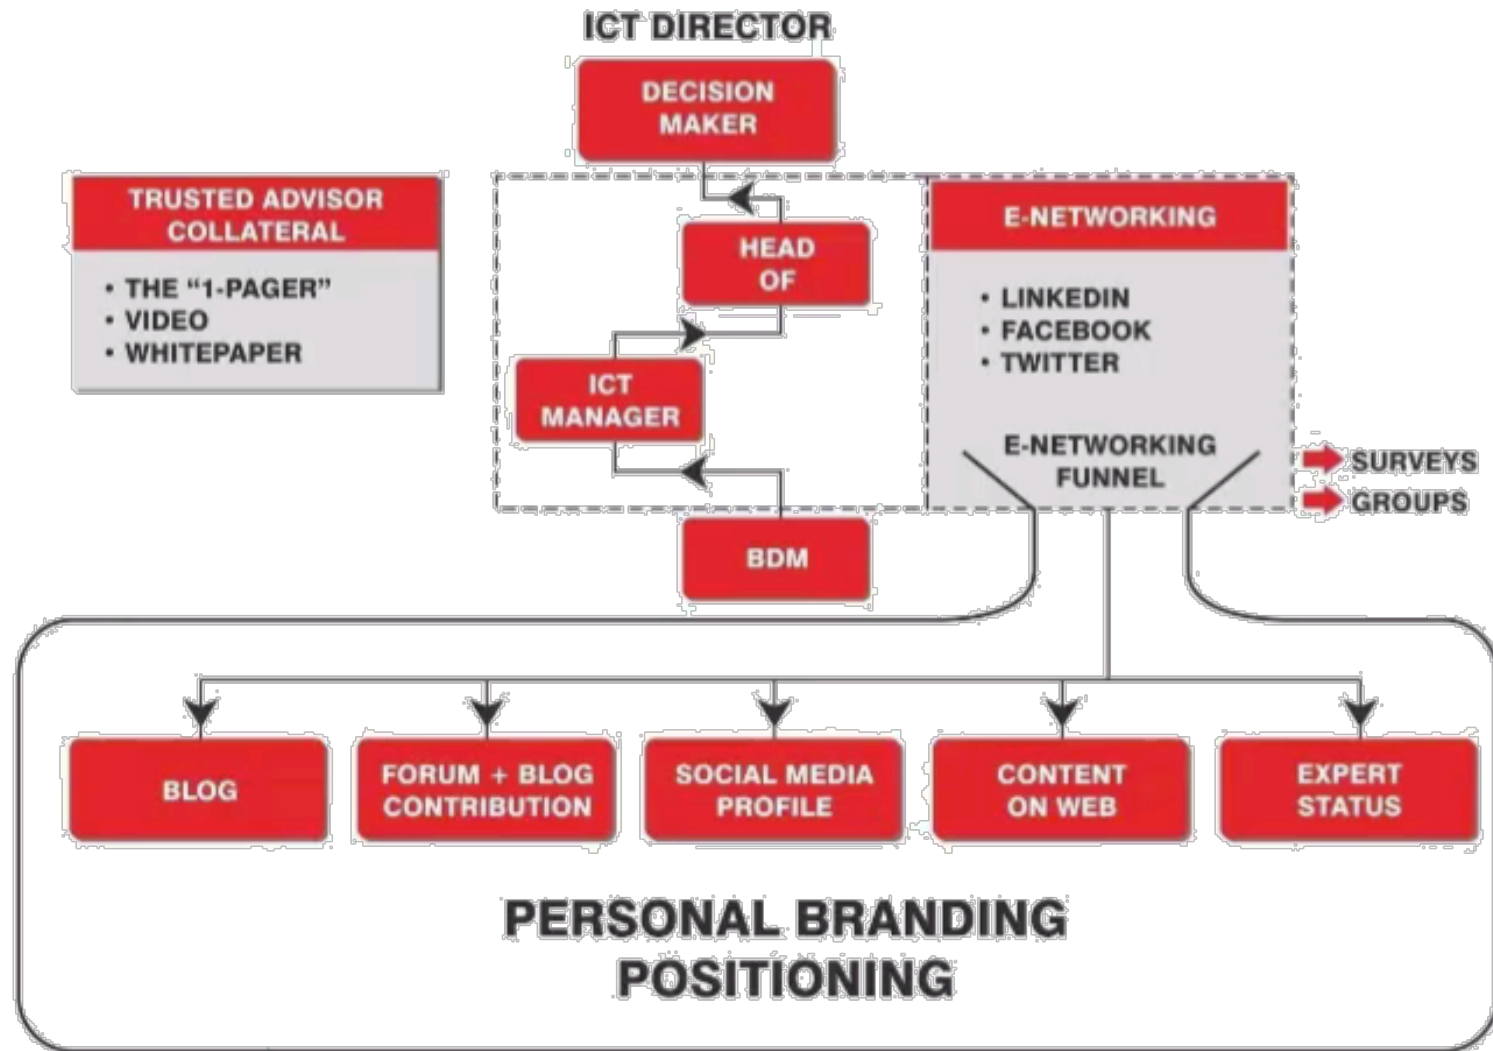 ICT DIRECTOR
DECISION
MAKER
TRUSTED ADVISOR
COLLATERAL
• THE “1-PAGER”
• VIDEO
• WHITEPAPER
HEAD
OF
ICT
MANAGER
BDM
E-NETWORKING
• LINKEDIN
• FACEBOOK
• TWITTER
E-NETWORKING
FUNNEL
SURVEYS
GROUPS
BLOG
FORUM + BLOG
CONTRIBUTION
SOCIAL MEDIA
PROFILE
CONTENT
ON WEB
EXPERT
STATUS
PERSONAL BRANDING
POSITIONING